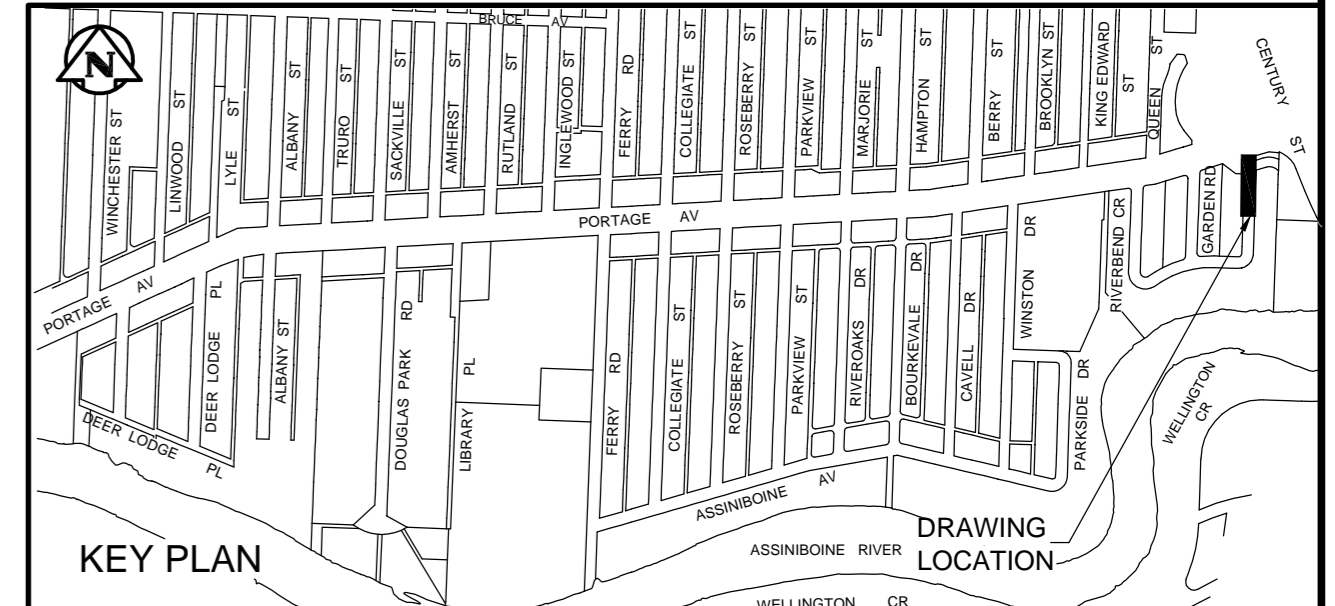 BRUCE AV
N
WINCHESTER ST
LINWOOD ST
LYLE ST
ALBANY ST
TRURO ST
SACKVILLE ST
AMHERST ST
RUTLAND ST
INGLEWOOD ST
FERRY RD
COLLEGIATE ST
ROSEBERRY ST
PARKVIEW ST
MARJORIE ST
HAMPTON ST
BERRY ST
BROOKLYN ST
KING EDWARD ST
QUEEN ST
CENTURY ST
PORTAGE AV
PORTAGE AV
DEER LODGE PL
DEER LODGE PL
ALBANY ST
DOUGLAS PARK RD
LIBRARY PL
FERRY RD
COLLEGIATE ST
ROSEBERRY ST
PARKVIEW ST
RIVEROAKS DR
BOURKEVALE DR
CAVELL DR
WINSTON DR
PARKSIDE DR
RIVERBEND CR
GARDEN RD
WELLINGTON CR
ASSINIBOINE AV
ASSINIBOINE RIVER
DRAWING
LOCATION
KEY PLAN
WELLINGTON CR